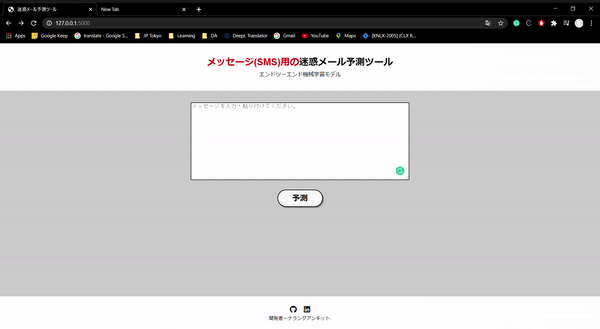 迷惑メール予測ツール
New Tab
127.0.0.1:5000
Google Keep
translate - Google S...
JP Tokyo
Learning
DA
DeepL Translator
Gmail
YouTube
Maps
[KNLX-2005] (CLX R...
メッセージ(SMS)用の迷惑メール予測ツール
エンドツーエンド機械学習モデル
メッセージを入力・貼り付けてください。
予測
開発者ーナラングアンキット